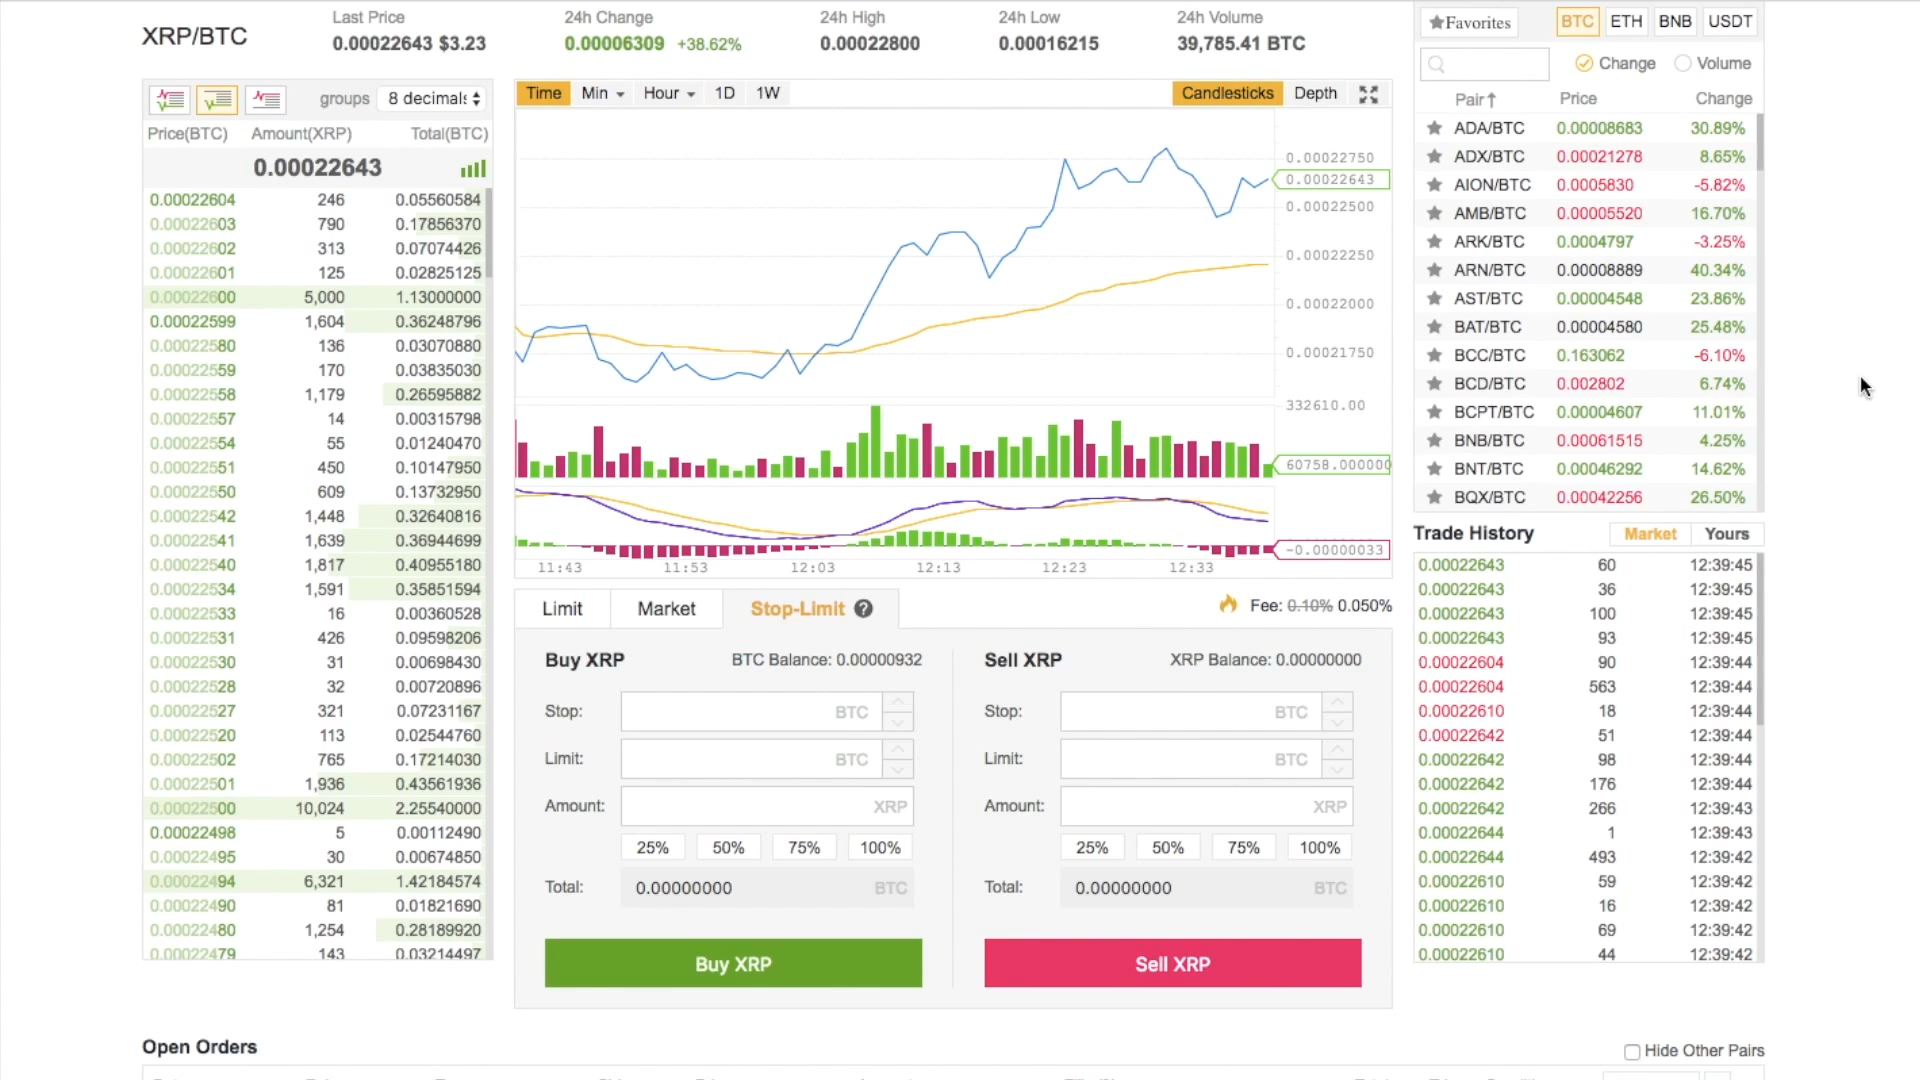 XRP/BTC
Last Price
0.00022643 $3.23
24h Change
0.00006309 +38.62%
24h High
0.00022800
24h Low
0.00016215
24h Volume
39,785.41 BTC
groups 8 decimals
Price(BTC) Amount(XRP) Total(BTC)
0.00022643
0.00022604 246 0.05560584
0.00022603 790 0.17856370
0.00022602 313 0.07074426
0.00022601 125 0.02825125
0.00022600 5,000 1.13000000
0.00022599 1,604 0.36248796
0.00022580 136 0.03070880
0.00022559 170 0.03835030
0.00022558 1,179 0.26595882
0.00022557 14 0.00315798
0.00022554 55 0.01240470
0.00022551 450 0.10147950
0.00022550 609 0.13732950
0.00022542 1,448 0.32640816
0.00022541 1,639 0.36944699
0.00022540 1,817 0.40955180
0.00022534 1,591 0.35851594
0.00022533 16 0.00360528
0.00022531 426 0.09598206
0.00022530 31 0.00698430
0.00022528 32 0.00720896
0.00022527 321 0.07231167
0.00022520 113 0.02544760
0.00022502 765 0.17214030
0.00022501 1,936 0.43561936
0.00022500 10,024 2.25540000
0.00022498 5 0.00112490
0.00022495 30 0.00674850
0.00022494 6,321 1.42184574
0.00022490 81 0.01821690
0.00022480 1,254 0.28189920
0.00022479 143 0.03214497
Time Min Hour 1D 1W Candlesticks Depth
0.00022750
0.00022643
0.00022500
0.00022250
0.00022000
0.00021750
332610.00
60758.000000
-0.00000033
11:43 11:53 12:03 12:13 12:23 12:33
Limit Market Stop-Limit ? Fee: 0.10% 0.050%
Buy XRP BTC Balance: 0.00000932
Stop: BTC
Limit: BTC
Amount: XRP
25% 50% 75% 100%
Total: 0.00000000 BTC
Buy XRP
Sell XRP XRP Balance: 0.00000000
Stop: BTC
Limit: BTC
Amount: XRP
25% 50% 75% 100%
Total: 0.00000000 BTC
Sell XRP
Favorites BTC ETH BNB USDT
Change Volume
Pair Price Change
ADA/BTC 0.00008683 30.89%
ADX/BTC 0.00021278 8.65%
AION/BTC 0.0005830 -5.82%
AMB/BTC 0.00005520 16.70%
ARK/BTC 0.0004797 -3.25%
ARN/BTC 0.00008889 40.34%
AST/BTC 0.00004548 23.86%
BAT/BTC 0.00004580 25.48%
BCC/BTC 0.163062 -6.10%
BCD/BTC 0.002802 6.74%
BCPT/BTC 0.00004607 11.01%
BNB/BTC 0.00061515 4.25%
BNT/BTC 0.00046292 14.62%
BQX/BTC 0.00042256 26.50%
Trade History Market Yours
0.00022643 60 12:39:45
0.00022643 36 12:39:45
0.00022643 100 12:39:45
0.00022643 93 12:39:45
0.00022604 90 12:39:44
0.00022604 563 12:39:44
0.00022610 18 12:39:44
0.00022642 51 12:39:44
0.00022642 98 12:39:44
0.00022642 176 12:39:44
0.00022642 266 12:39:43
0.00022644 1 12:39:43
0.00022644 493 12:39:42
0.00022610 59 12:39:42
0.00022610 16 12:39:42
0.00022610 69 12:39:42
0.00022610 44 12:39:42
Open Orders
Hide Other Pairs